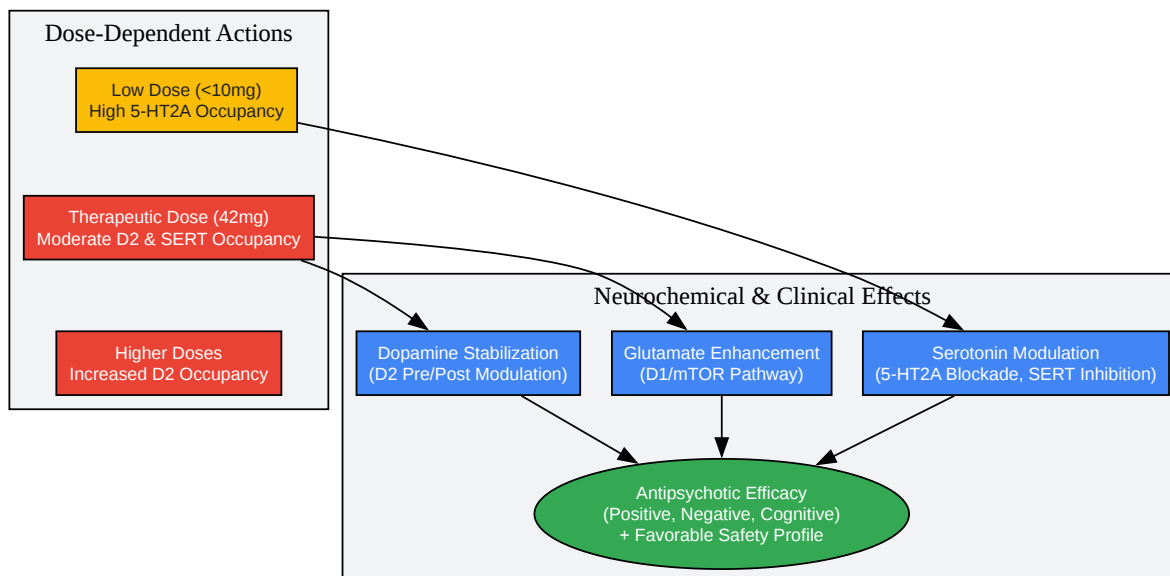 Dose-Dependent Actions
Low Dose (<10mg)
High 5-HT2A Occupancy
Therapeutic Dose (42mg)
Moderate D2 & SERT Occupancy
Higher Doses
Increased D2 Occupancy
Neurochemical & Clinical Effects
Dopamine Stabilization
(D2 Pre/Post Modulation)
Glutamate Enhancement
(D1/mTOR Pathway)
Serotonin Modulation
(5-HT2A Blockade, SERT Inhibition)
Antipsychotic Efficacy
(Positive, Negative, Cognitive)
+ Favorable Safety Profile